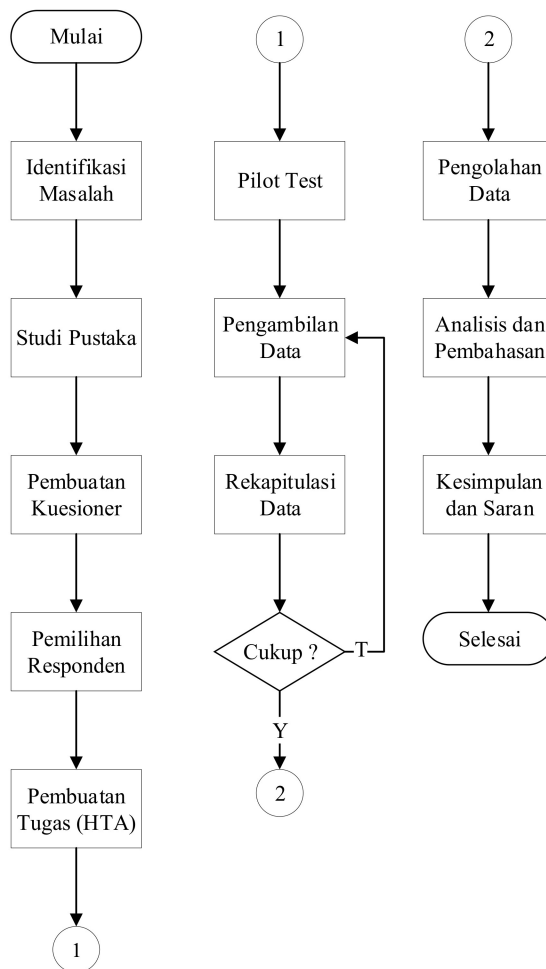 Mulai
Identifikasi
Masalah
Studi Pustaka
Pembuatan
Kuesioner
Pemilihan
Responden
Pembuatan
Tugas (HTA)
1
1
Pilot Test
Pengambilan
Data
Rekapitulasi
Data
Cukup ?
T
Y
2
2
Pengolahan
Data
Analisis dan
Pembahasan
Kesimpulan
dan Saran
Selesai